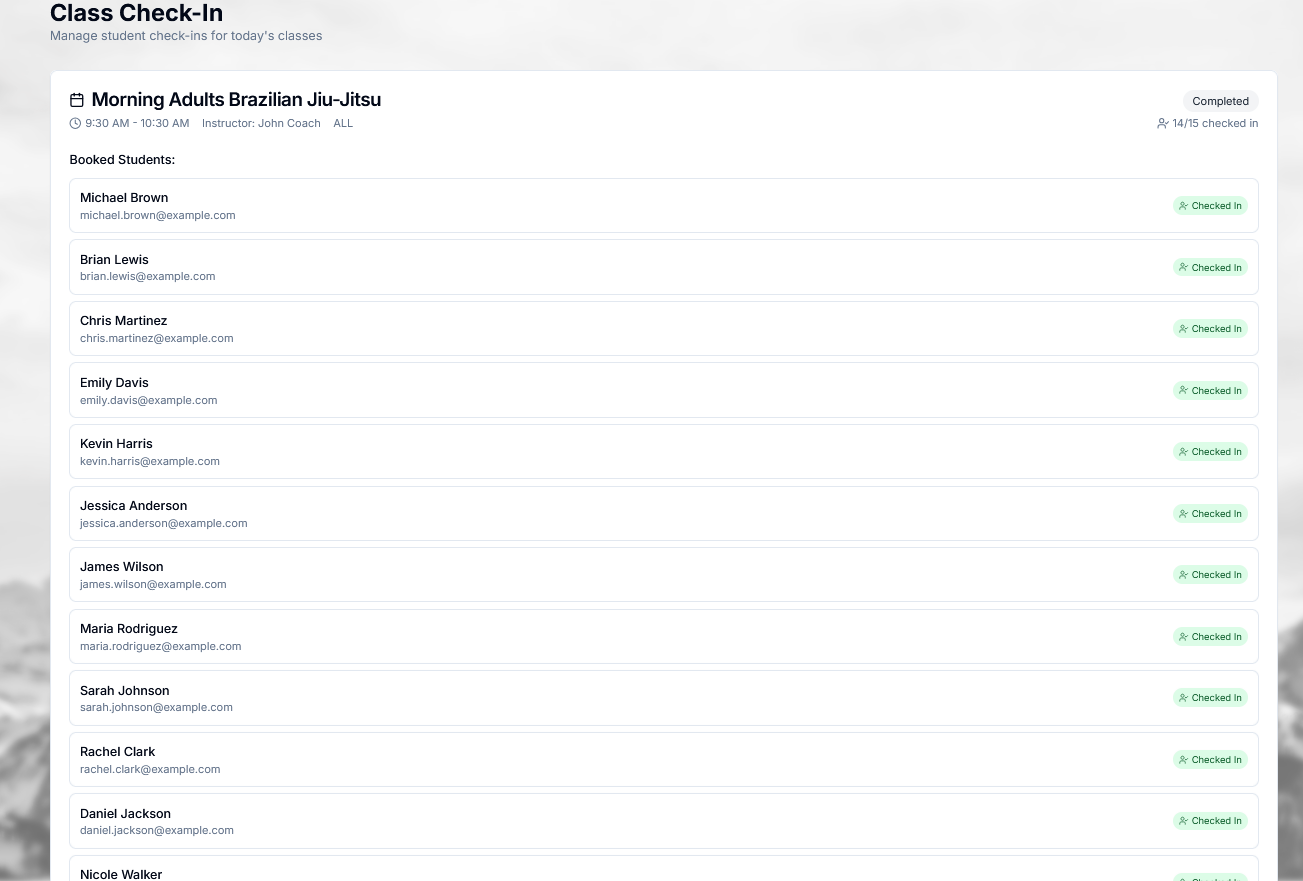 Class Check-In
Manage student check-ins for today's classes
Morning Adults Brazilian Jiu-Jitsu
Completed
9:30 AM - 10:30 AM Instructor: John Coach ALL
14/15 checked in
Booked Students:
Michael Brown
michael.brown@example.com
Checked In
Brian Lewis
brian.lewis@example.com
Checked In
Chris Martinez
chris.martinez@example.com
Checked In
Emily Davis
emily.davis@example.com
Checked In
Kevin Harris
kevin.harris@example.com
Checked In
Jessica Anderson
jessica.anderson@example.com
Checked In
James Wilson
james.wilson@example.com
Checked In
Maria Rodriguez
maria.rodriguez@example.com
Checked In
Sarah Johnson
sarah.johnson@example.com
Checked In
Rachel Clark
rachel.clark@example.com
Checked In
Daniel Jackson
daniel.jackson@example.com
Checked In
Nicole Walker